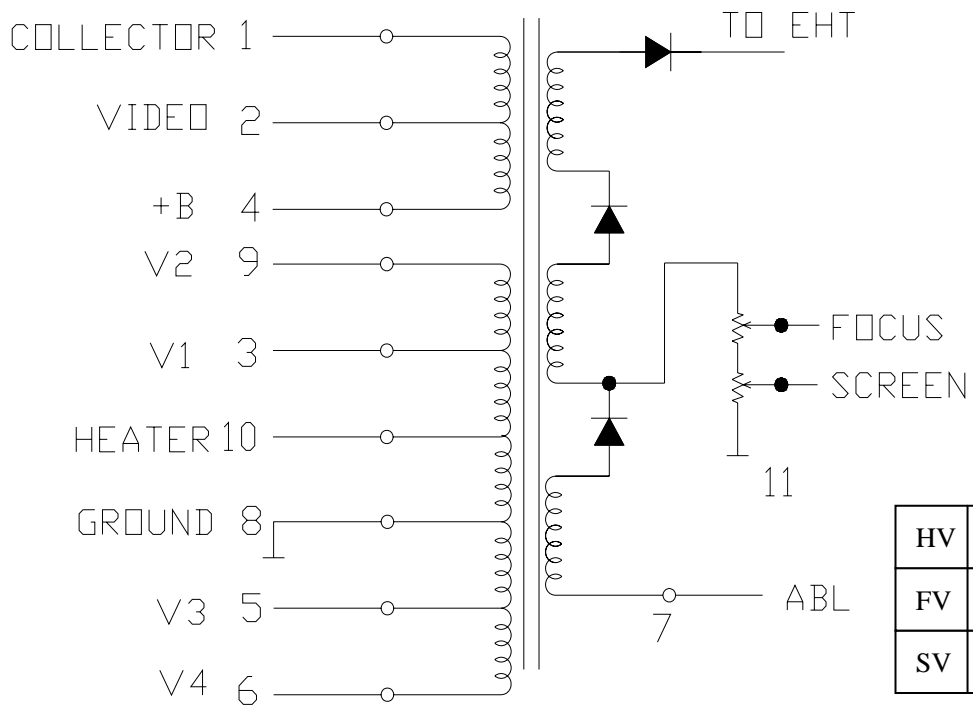 COLLECTOR 1
TO EHT
VIDEO 2
+B 4
V2 9
V1 3
FOCUS
SCREEN
HEATER 10
11
GROUND 8
HV
V3 5
ABL
FV
7
V4 6
SV